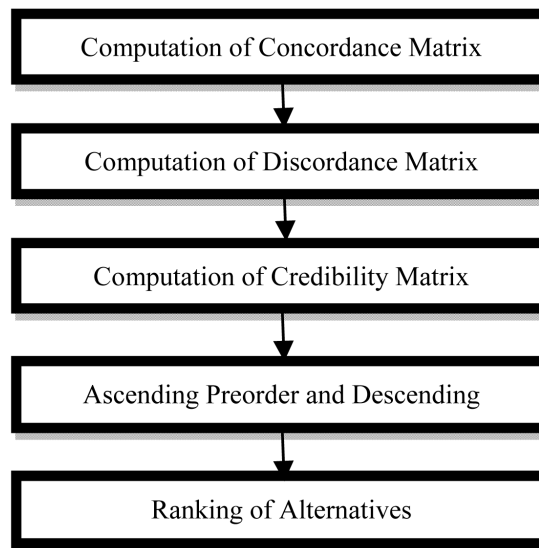 Computation of Concordance Matrix
Computation of Discordance Matrix
Computation of Credibility Matrix
Ascending Preorder and Descending
Ranking of Alternatives